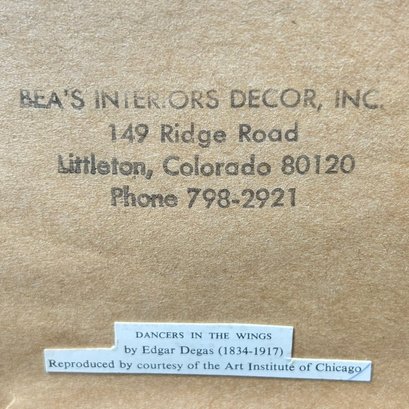 BEA'S INTERIORS DECOR, INC.
149 Ridge Road
Littleton, Colorado 80120
Phone 798-2921
DANCERS IN THE WINGS
by Edgar Degas (1834-1917)
Reproduced by courtesy of the Art Institute of Chicago